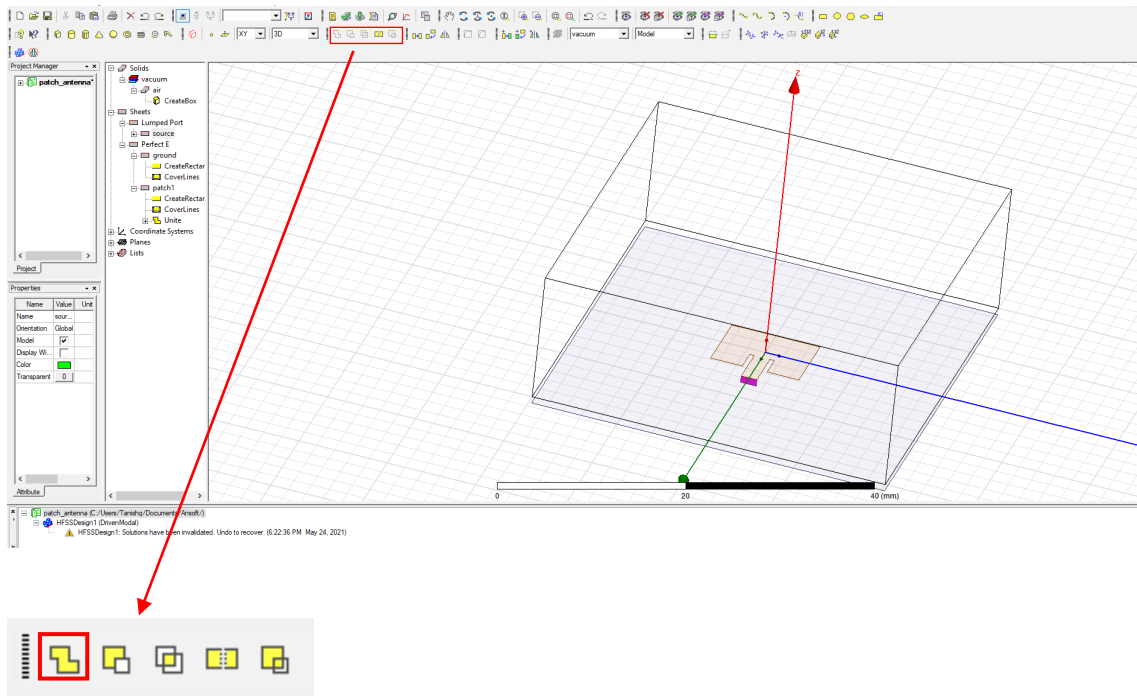 XY
3D
vacuum
Model
Project Manager
patch_antenna*
Project
Solids
vacuum
air
CreateBox
Sheets
Lumped Port
source
Perfect E
ground
CreateRectar
CoverLines
patch1
CreateRectar
CoverLines
Unite
Coordinate Systems
Planes
Lists
Properties
Name Value Unit
Name sour...
Orientation Global
Model
Display Wi...
Color
Transparent 0
Attribute
z
0 20 40 (mm)
patch_antenna (C:/Users/Tanishq/Documents/Ansoft/)
HFSSDesign1 (DrivenModal)
HFSSDesign1: Solutions have been invalidated. Undo to recover. (6:22:36 PM May 24, 2021)